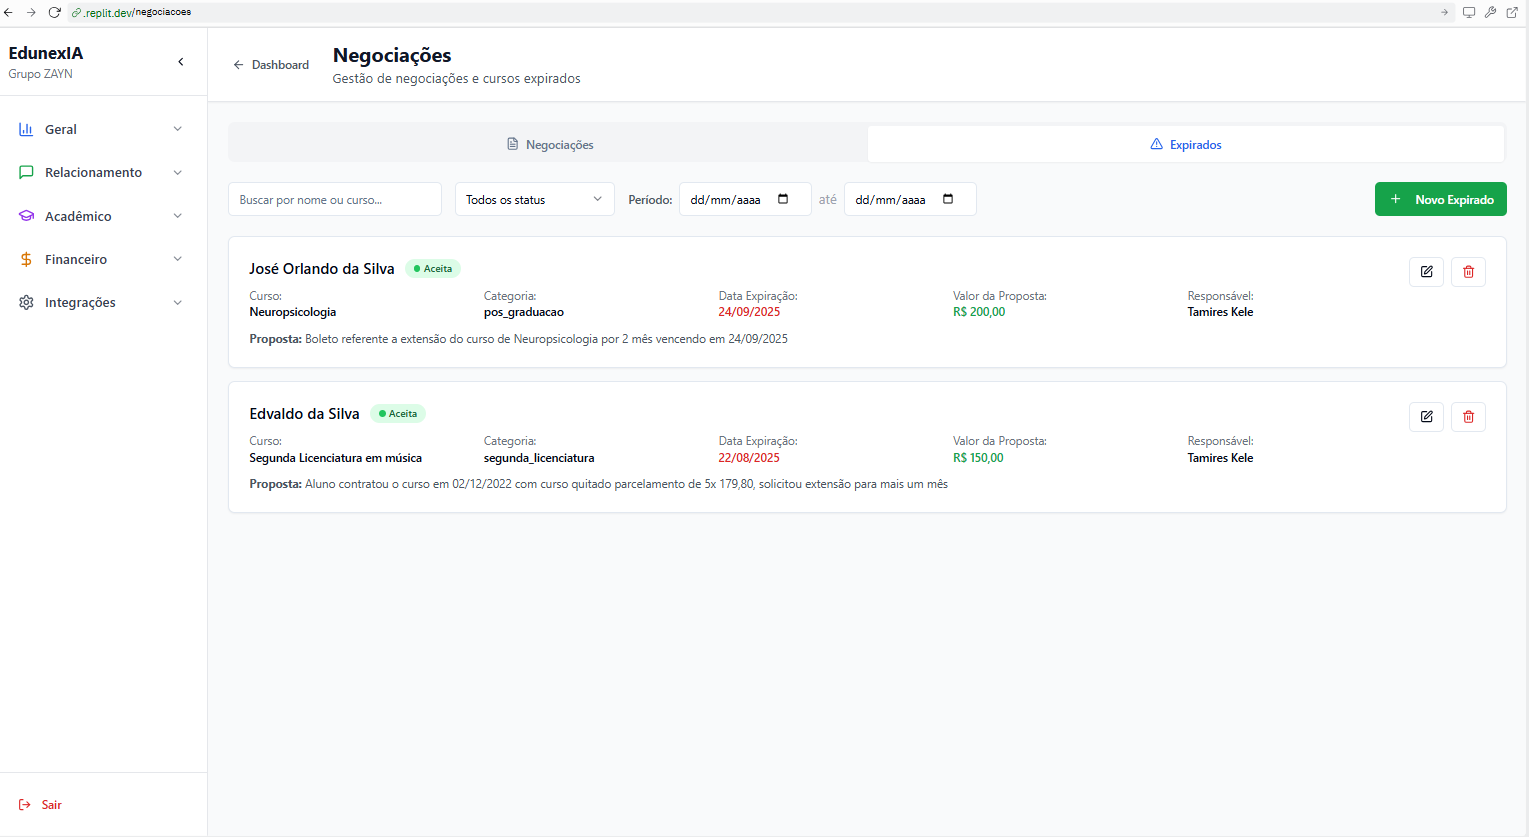 .replit.dev/negociacoes
EdunexIA
Grupo ZAYN
Geral
Relacionamento
Acadêmico
Financeiro
Integrações
Sair
Dashboard
Negociações
Gestão de negociações e cursos expirados
Negociações Expirados
Buscar por nome ou curso... Todos os status Período: dd/mm/aaaa até dd/mm/aaaa + Novo Expirado
José Orlando da Silva Aceita
Curso: Categoria: Data Expiração: Valor da Proposta: Responsável:
Neuropsicologia pos_graduacao 24/09/2025 R$ 200,00 Tamires Kele
Proposta: Boleto referente a extensão do curso de Neuropsicologia por 2 mês vencendo em 24/09/2025
Edvaldo da Silva Aceita
Curso: Categoria: Data Expiração: Valor da Proposta: Responsável:
Segunda Licenciatura em música segunda_licenciatura 22/08/2025 R$ 150,00 Tamires Kele
Proposta: Aluno contratou o curso em 02/12/2022 com curso quitado parcelamento de 5x 179,80, solicitou extensão para mais um mês